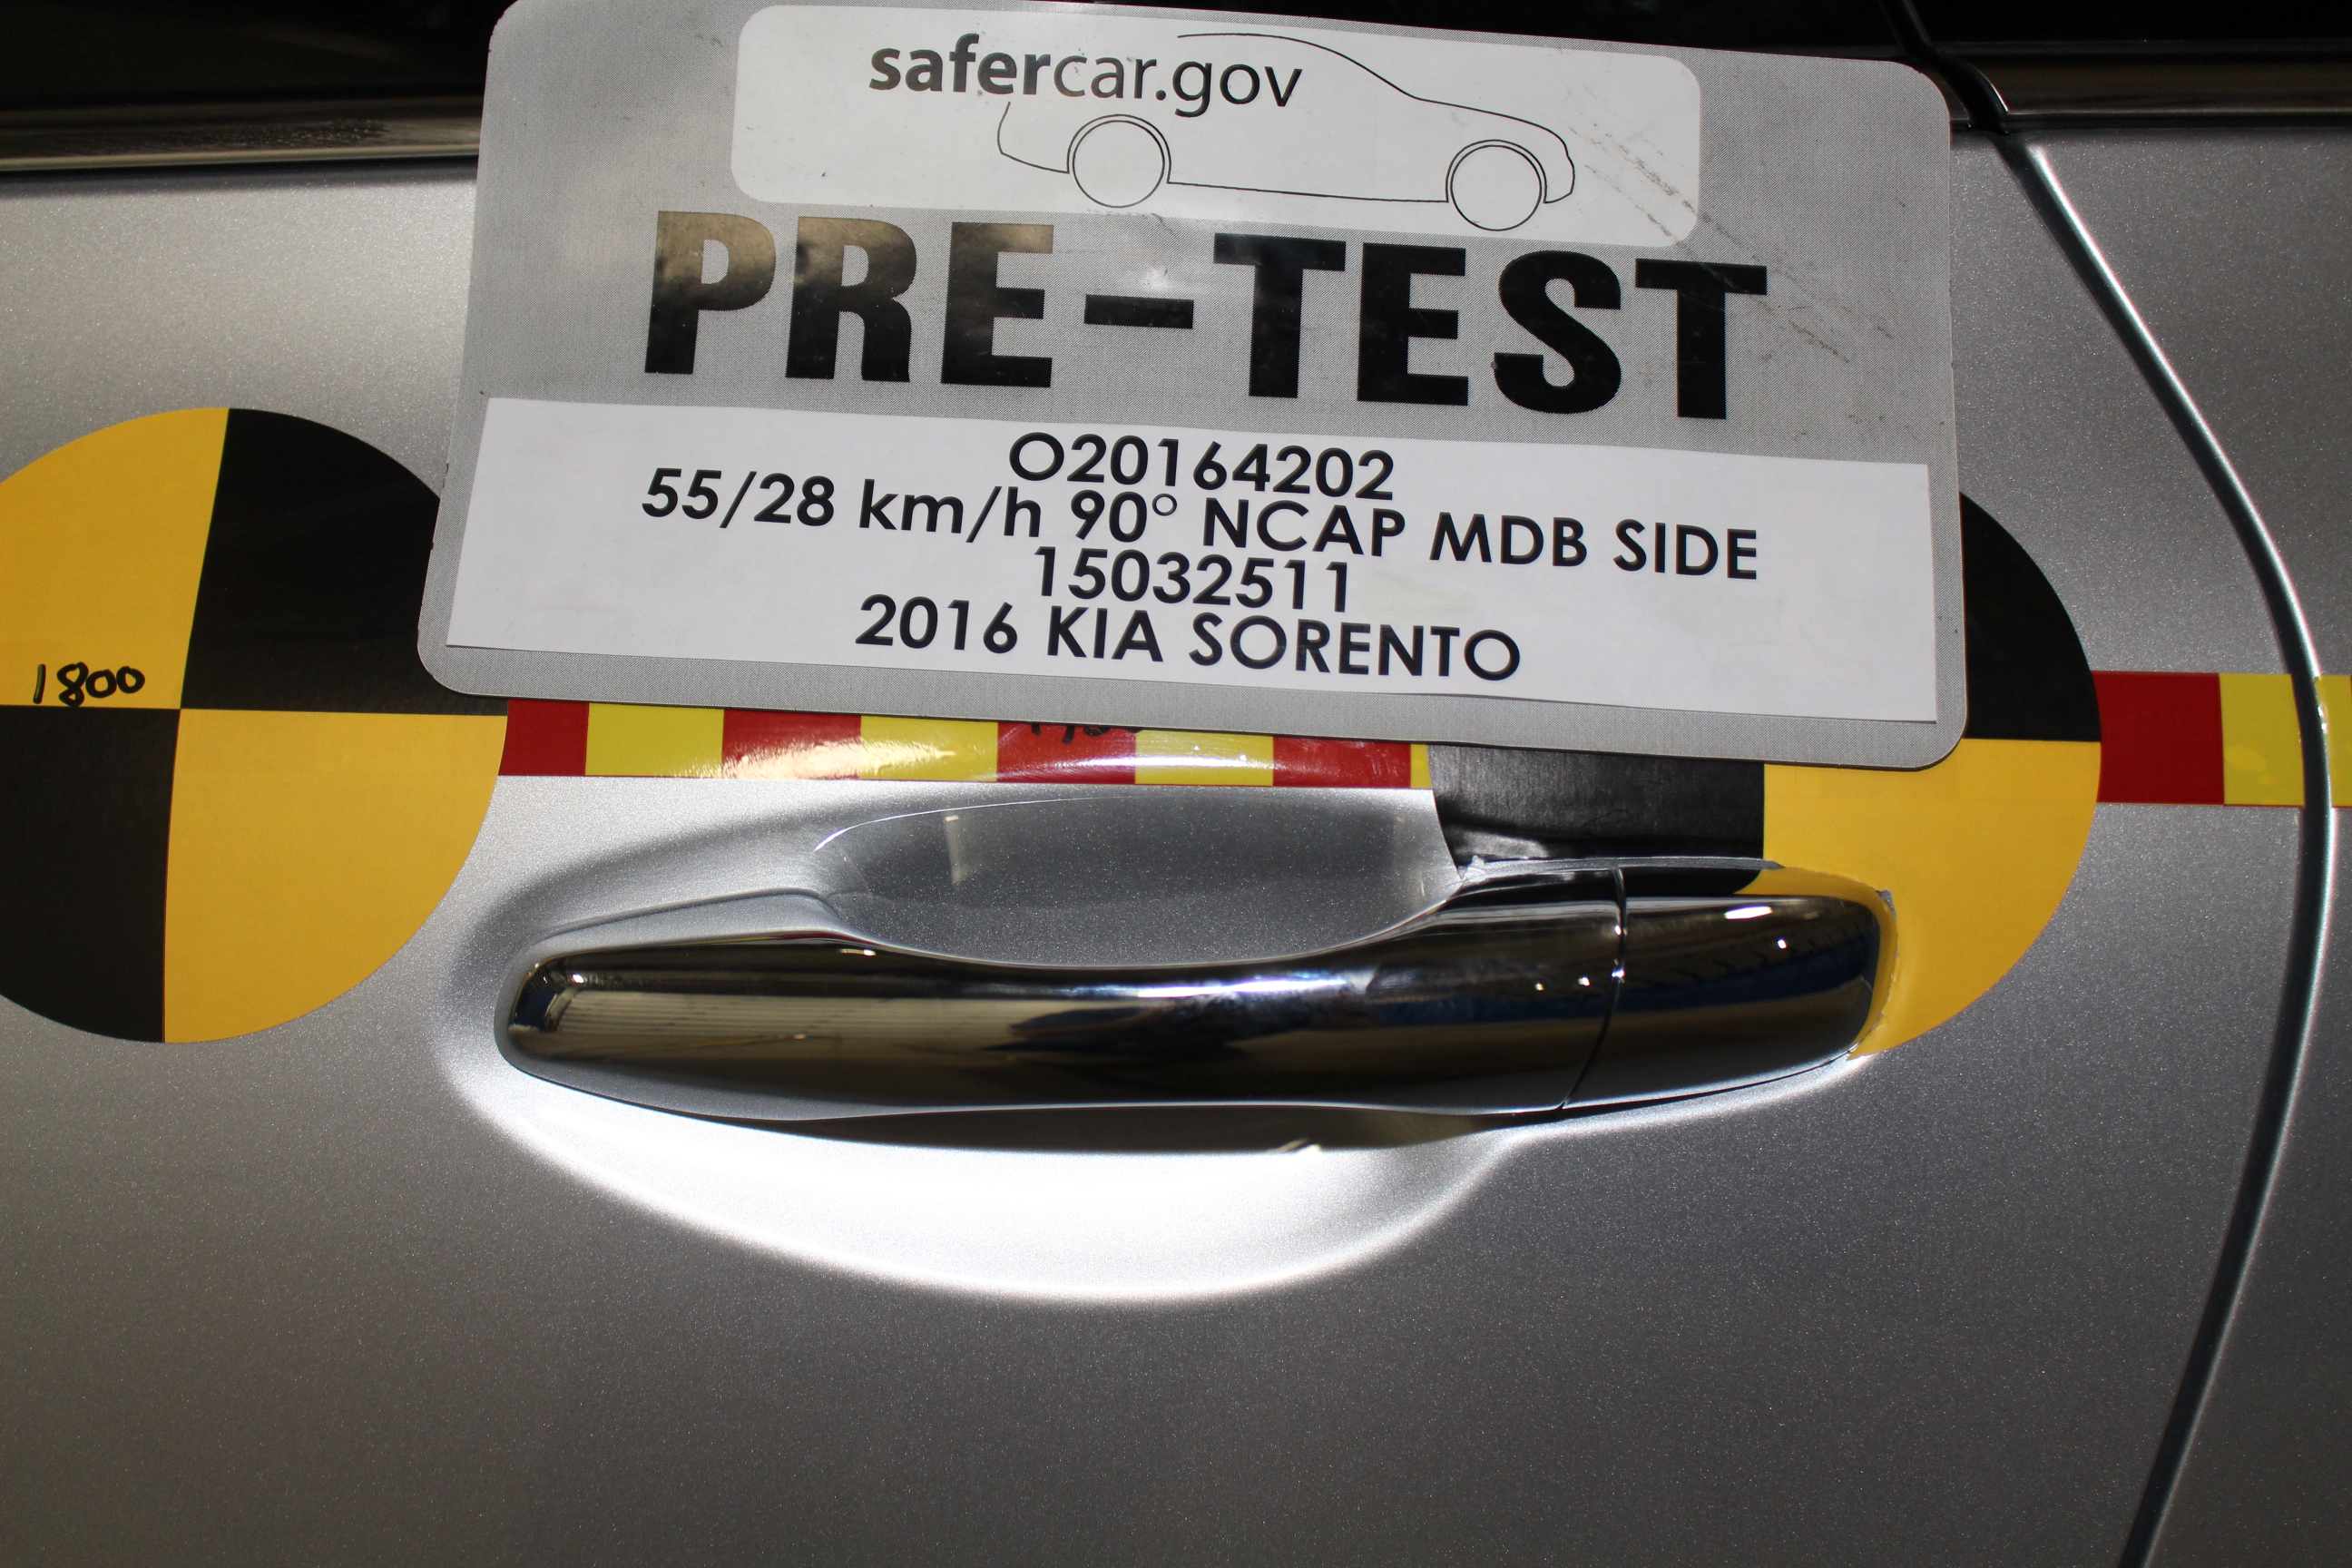 safercar.gov
PRE-TEST
O20164202
55/28 km/h 90° NCAP MDB SIDE
15032511
2016 KIA SORENTO
1800